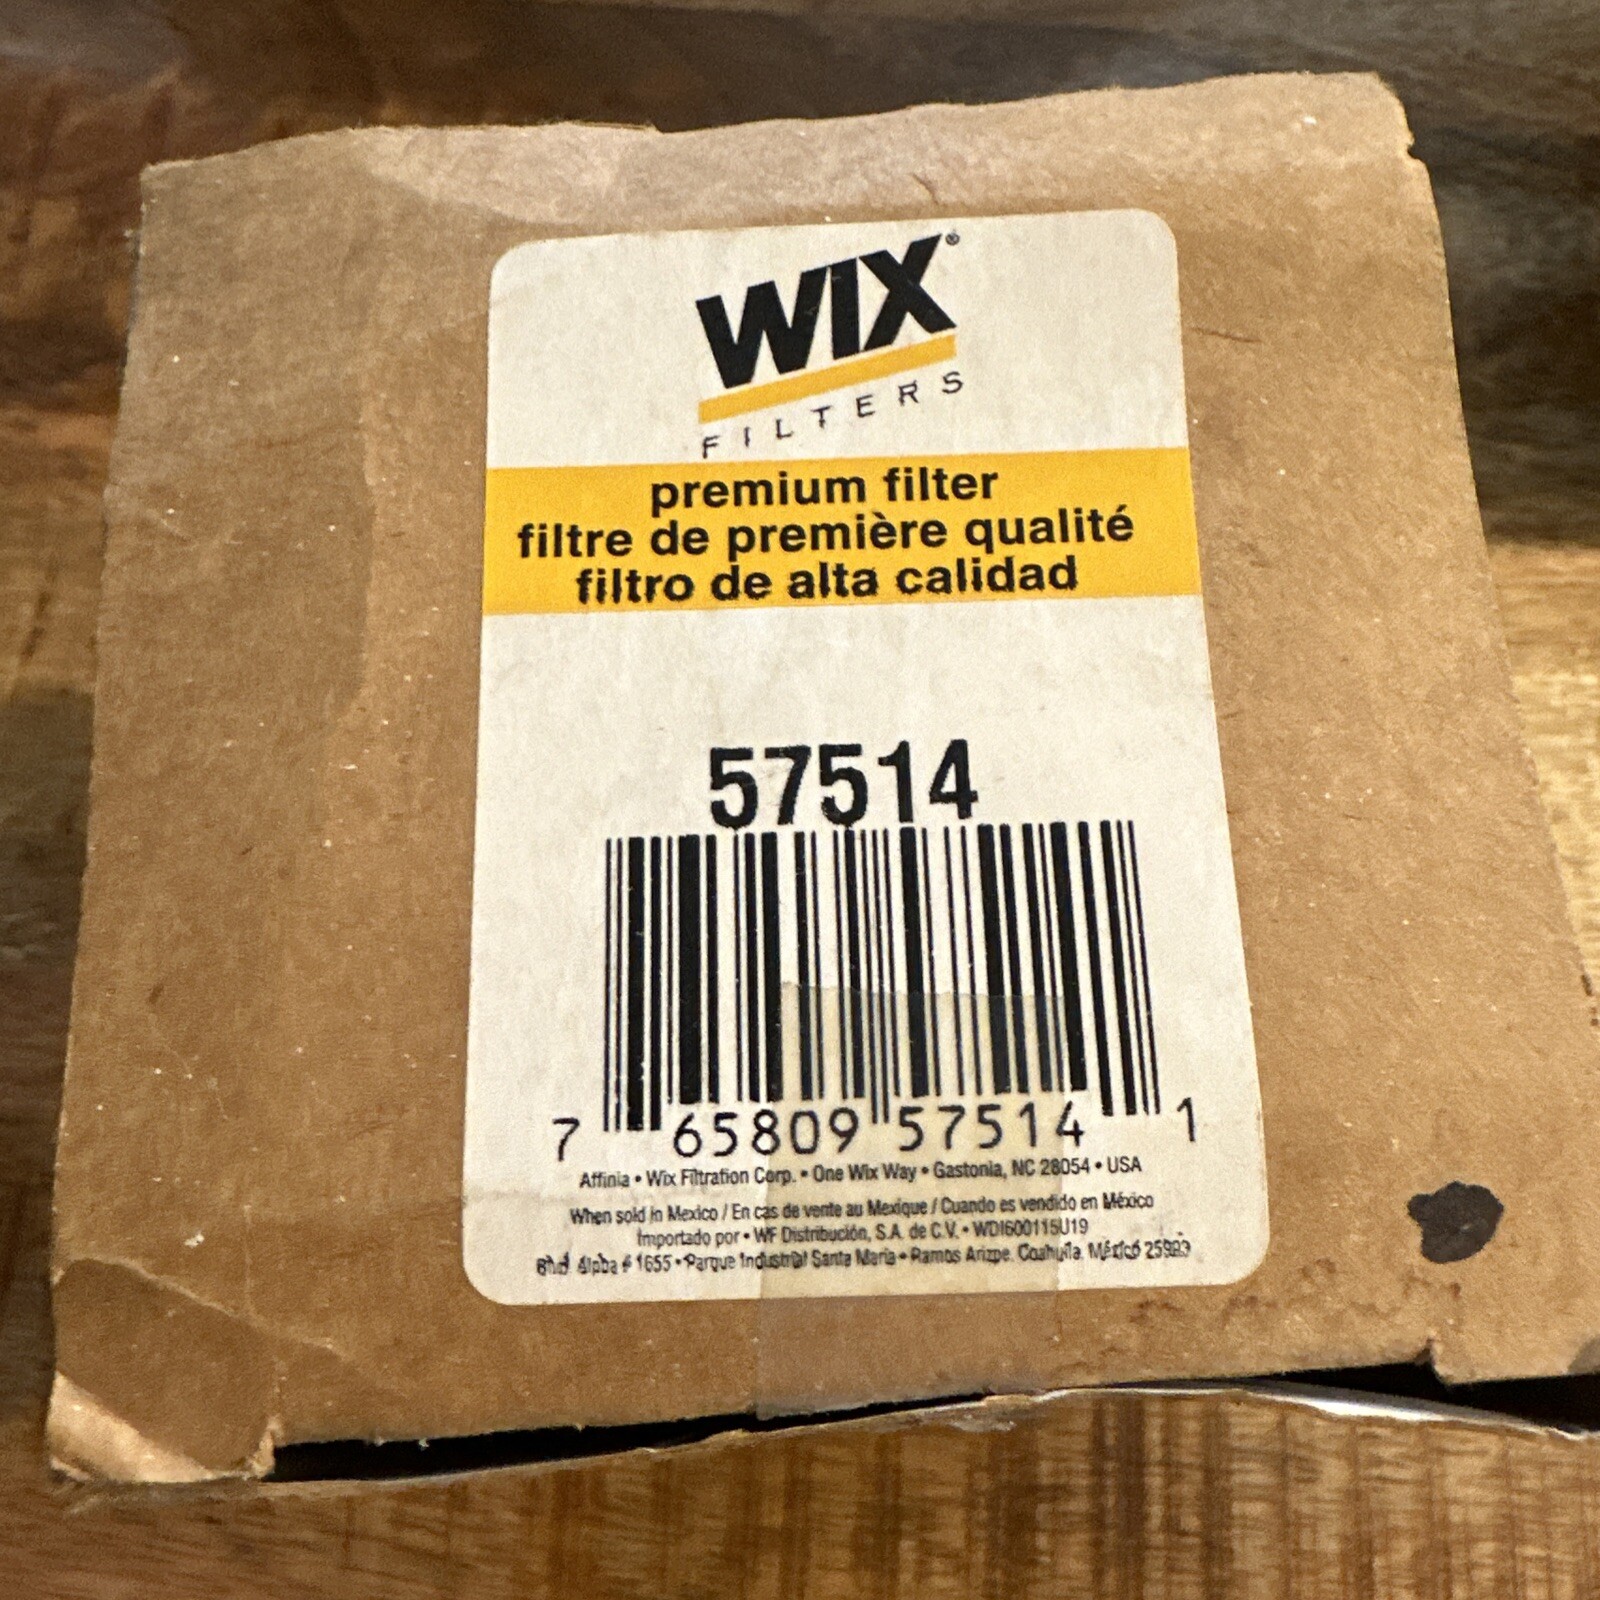 WIX®
FILTERS
premium filter
filtre de première qualité
filtro de alta calidad
57514
7 65809 57514 1
Affinia • Wix Filtration Corp. • One Wix Way • Gastonia, NC 28054 • USA
When sold in Mexico / En cas de vente au Mexique / Cuando es vendido en México
Importado por • WF Distribución, S.A. de C.V. • WDI600115U19
Blvd. Alpha # 1655 • Parque Industrial Santa Maria • Ramos Arizpe, Coahuila, México